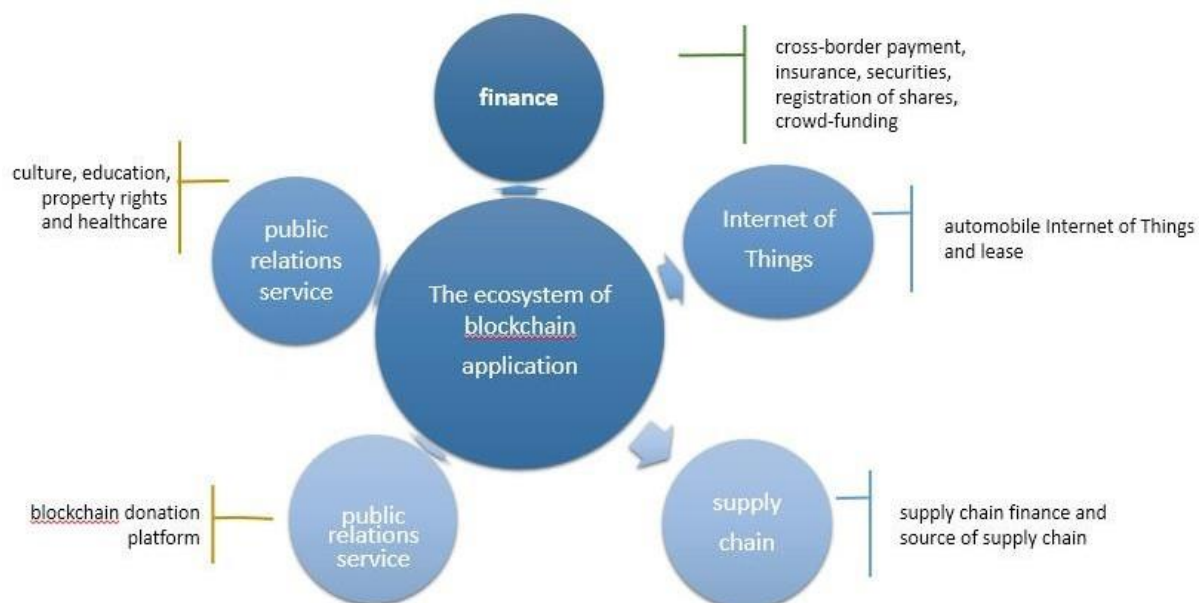 finance
cross-border payment,
insurance, securities,
registration of shares,
crowd-funding
culture, education,
property rights
and healthcare
public
relations
service
Internet of
Things
automobile Internet of Things
and lease
The ecosystem of
blockchain
application
blockchain donation
platform
public
relations
service
supply
chain
supply chain finance and
source of supply chain